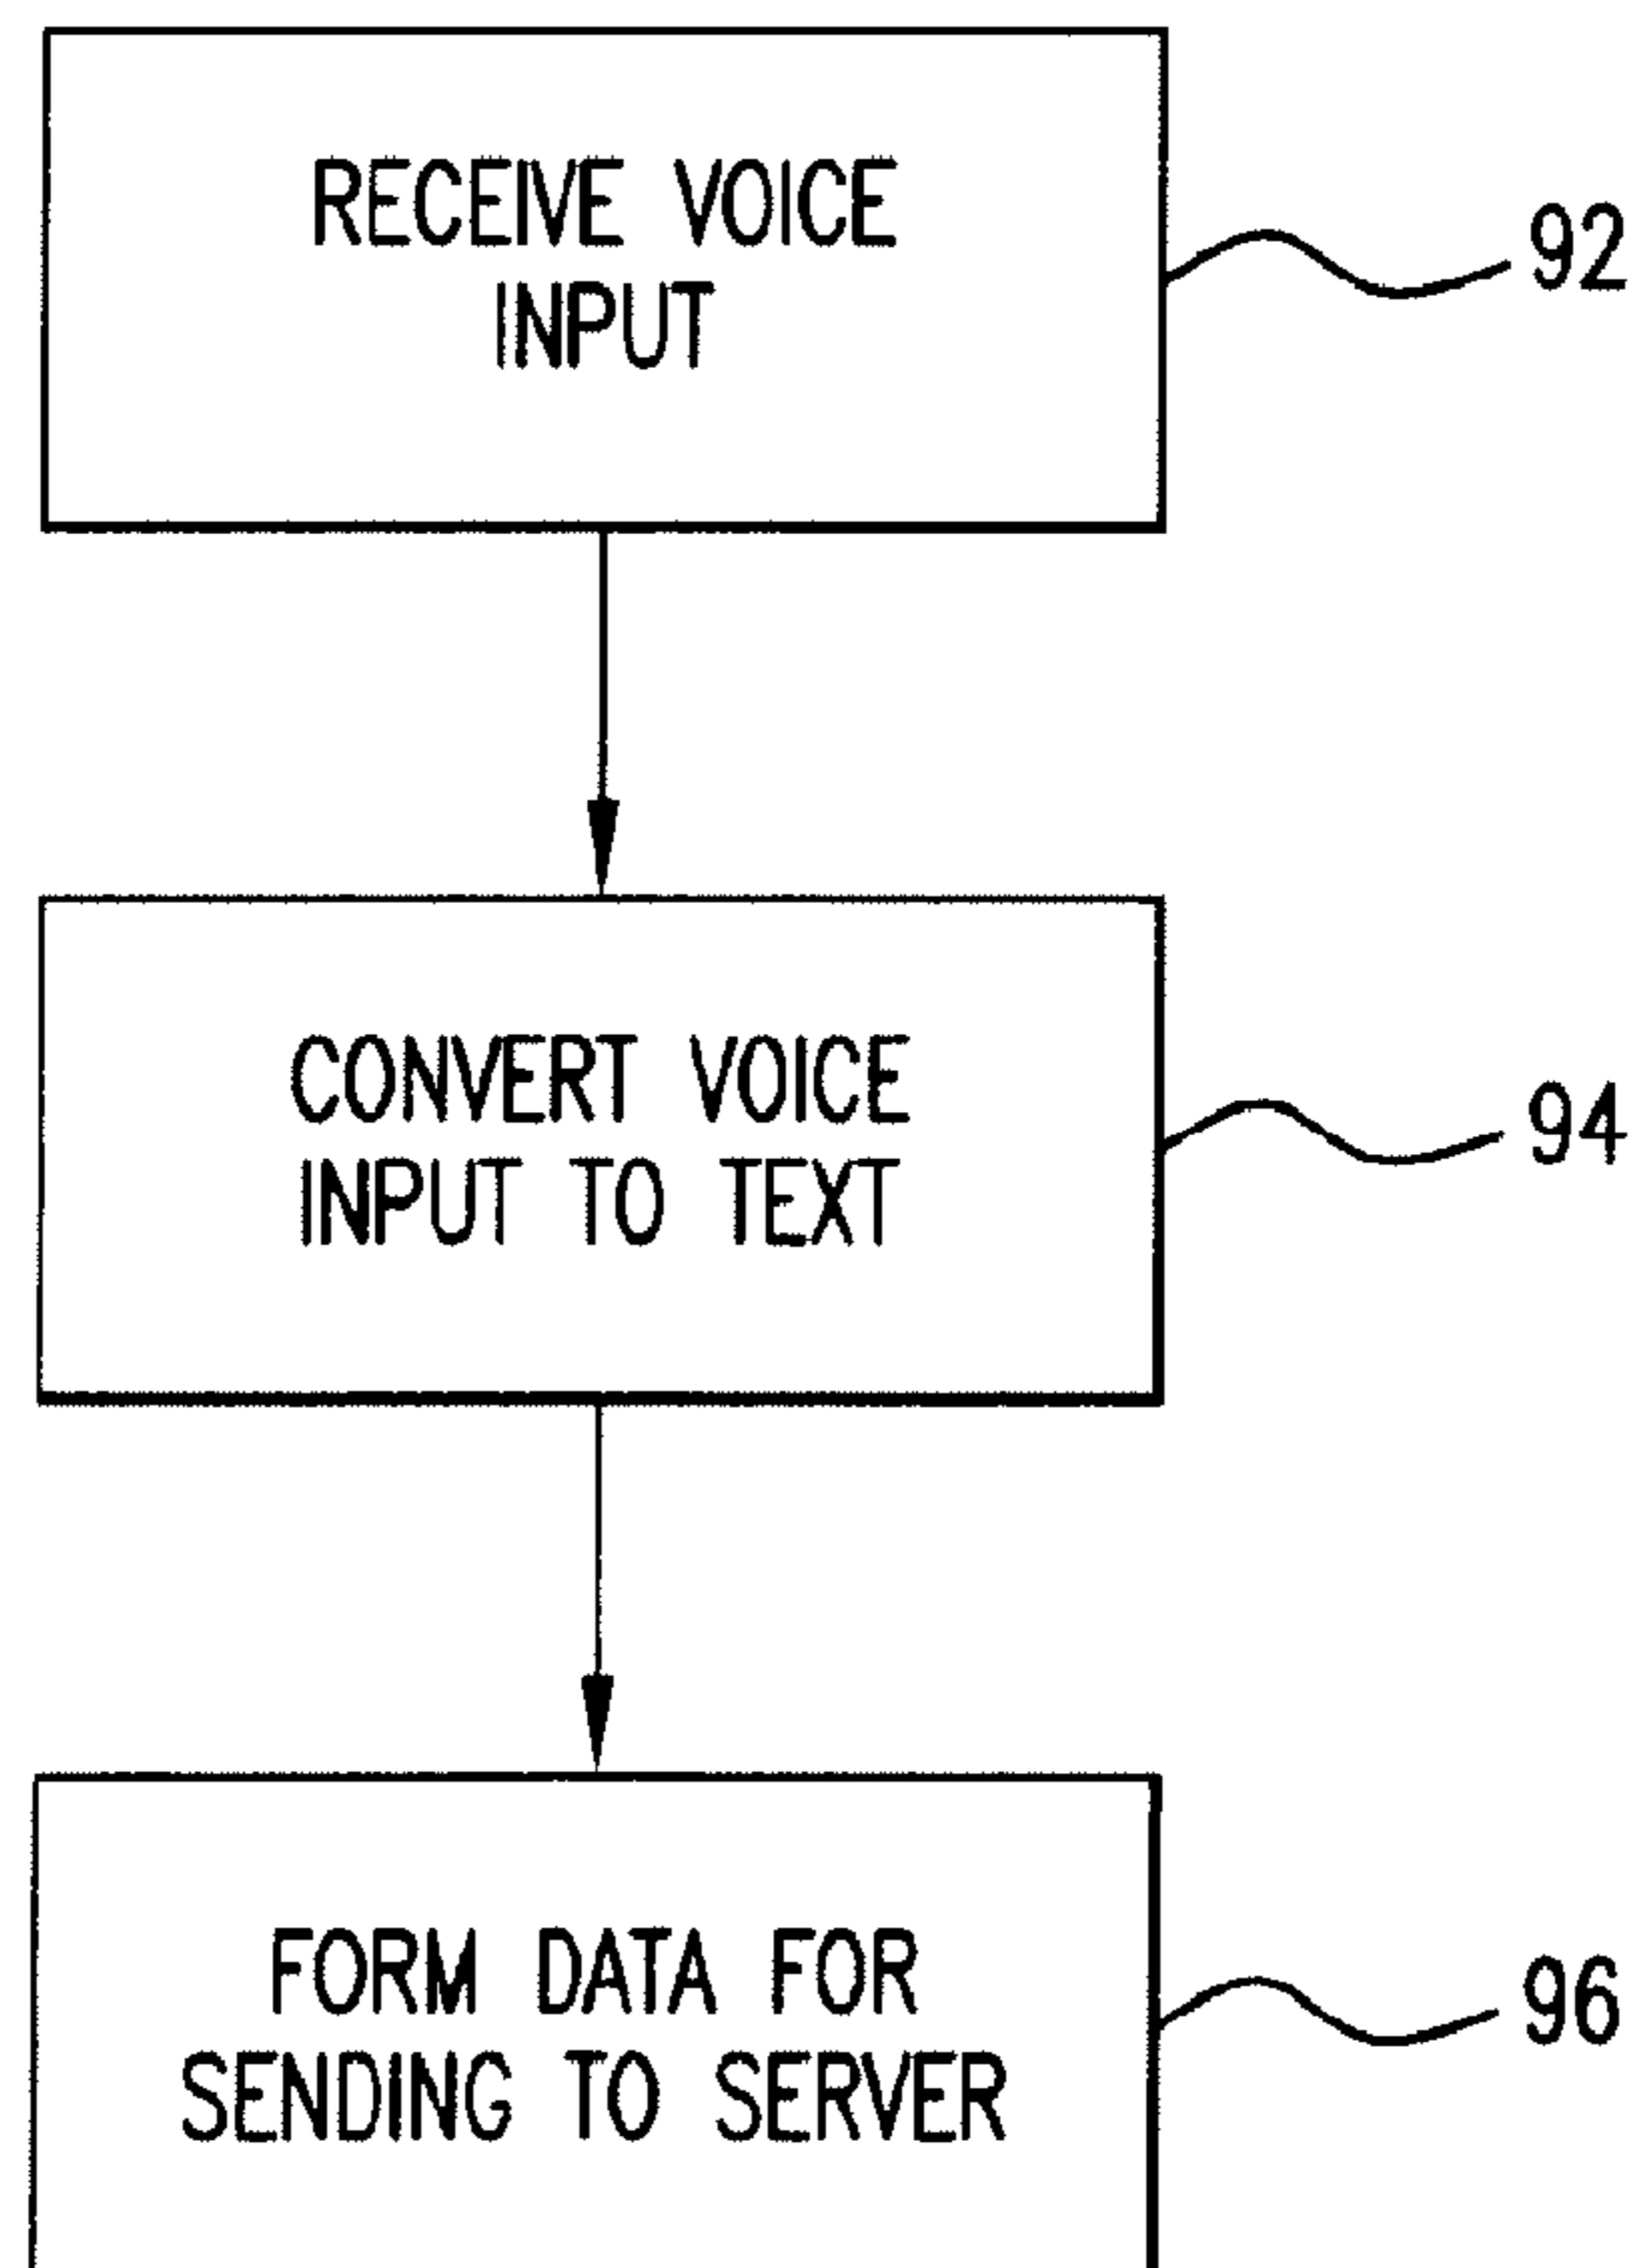 RECEIVE VOICE
INPUT
92
CONVERT VOICE
INPUT TO TEXT
94
FORM DATA FOR
SENDING TO SERVER
96